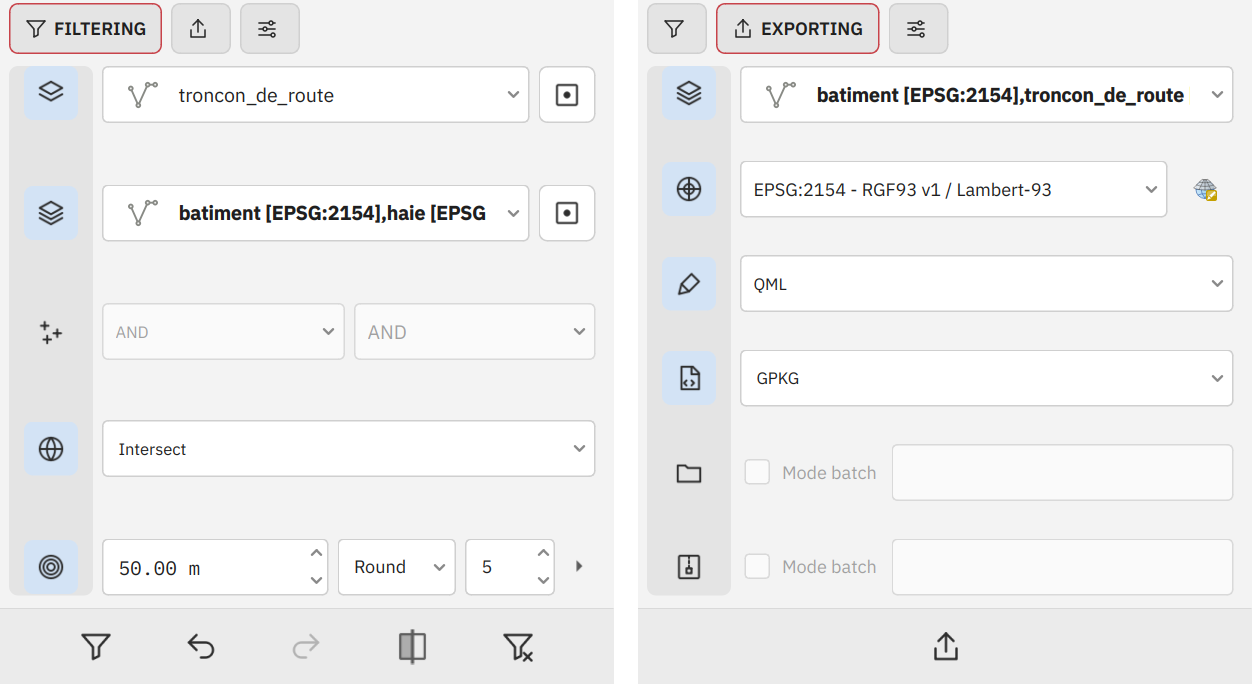 FILTERING
troncon_de_route
batiment [EPSG:2154],haie [EPSG
AND
AND
Intersect
50.00 m
Round
5
EXPORTING
batiment [EPSG:2154],troncon_de_route
EPSG:2154 - RGF93 v1 / Lambert-93
QML
GPKG
Mode batch
Mode batch